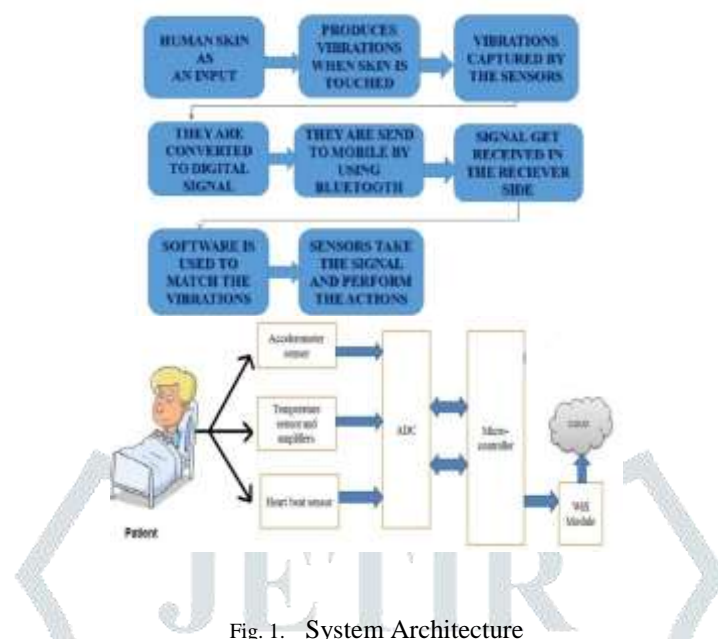 HUMAN SKIN
AS
AN INPUT
PRODUCES
VIBRATIONS
WHEN SKIN IS
TOUCHED
VIBRATIONS
CAPTURED BY
THE SENSORS
THEY ARE
CONVERTED
TO DIGITAL
SIGNAL
THEY ARE SEND
TO MOBILE BY
USING
BLUETOOTH
SIGNAL GET
RECEIVED IN
THE RECIEVER
SIDE
SOFTWARE IS
USED TO
MATCH THE
VIBRATIONS
SENSORS TAKE
THE SIGNAL
AND PERFORM
THE ACTIONS
Patient
Accelerometer
sensor
Temperature
sensor and
amplifiers
Heart beat sensor
ADC
Micro-
controller
Wifi
Module
JETIR
Fig. 1. System Architecture